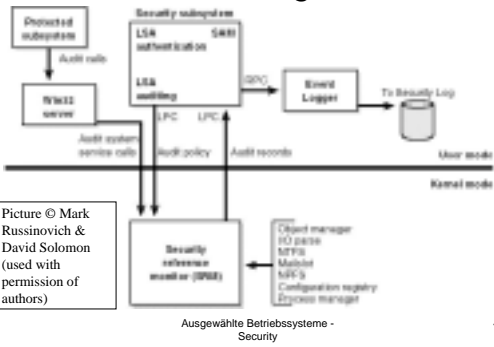 Security subsystem
Protected
subsystem
LSA
authentication
SAM
Audit calls
LSA
auditing
RPC
Event
Logger
To Security Log
Win32
server
LPC
LPC
Audit system
service calls
Audit policy
Audit records
User mode
Kernel mode
Picture © Mark
Russinovich &
David Solomon
(used with
permission of
authors)
Security
reference
monitor (SRM)
Object manager
I/O parse
NTFS
Mailslot
NPFS
Configuration registry
Process manager
Ausgewählte Betriebssysteme -
Security